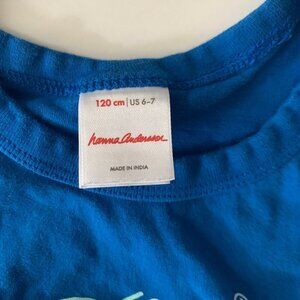 120 cm | US 6-7
hanna andersson
MADE IN INDIA